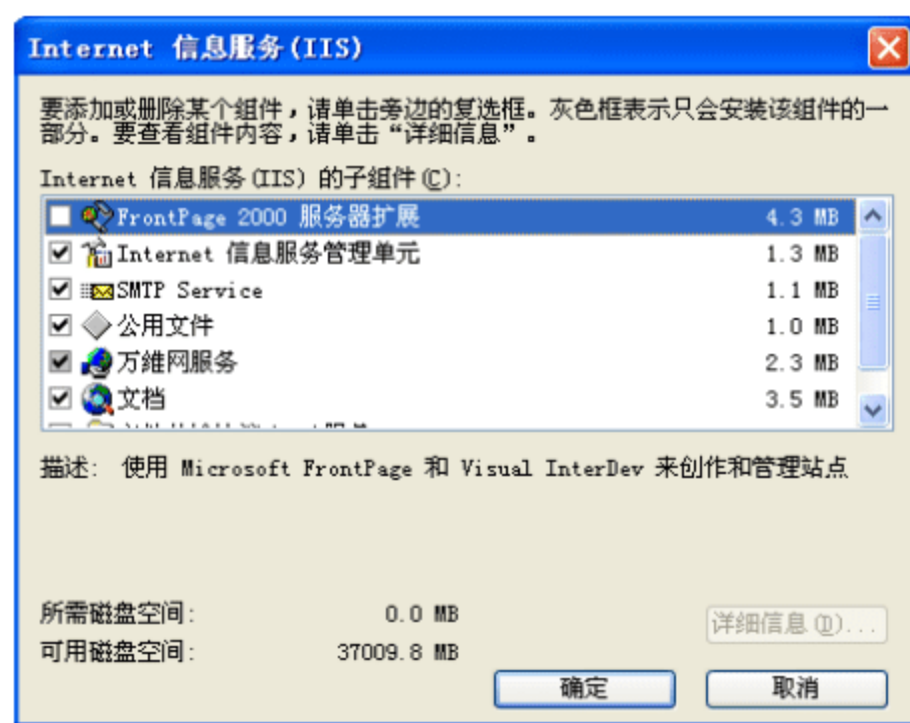 Internet 信息服务(IIS)
要添加或删除某个组件，请单击旁边的复选框。灰色框表示只会安装该组件的一
部分。要查看组件内容，请单击“详细信息”。
Internet 信息服务(IIS) 的子组件(C):
FrontPage 2000 服务器扩展 4.3 MB
Internet 信息服务管理单元 1.3 MB
SMTP Service 1.1 MB
公用文件 1.0 MB
万维网服务 2.3 MB
文档 3.5 MB
描述: 使用 Microsoft FrontPage 和 Visual InterDev 来创作和管理站点
所需磁盘空间: 0.0 MB
详细信息(D)...
可用磁盘空间: 37009.8 MB
确定 取消